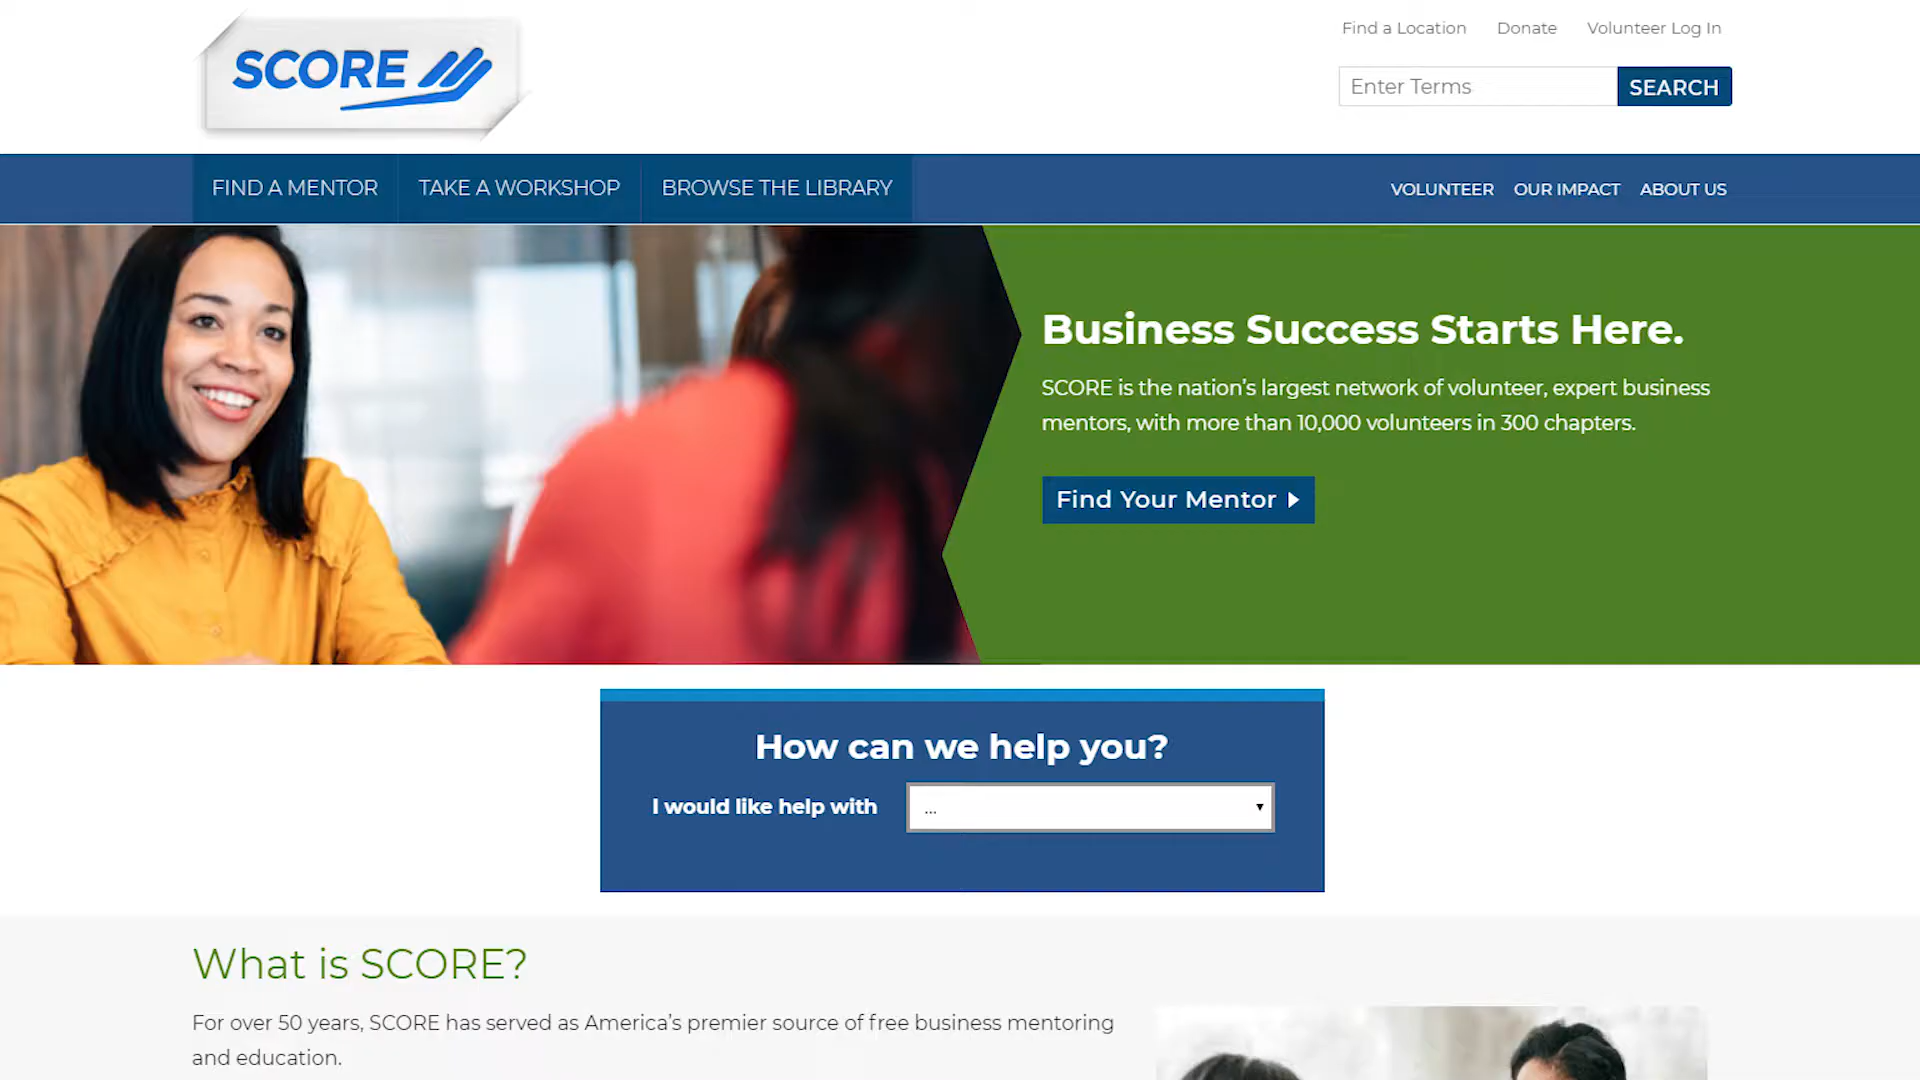 SCORE
Find a Location
Donate
Volunteer Log In
Enter Terms
SEARCH
FIND A MENTOR
TAKE A WORKSHOP
BROWSE THE LIBRARY
VOLUNTEER
OUR IMPACT
ABOUT US
Business Success Starts Here.
SCORE is the nation's largest network of volunteer, expert business
mentors, with more than 10,000 volunteers in 300 chapters.
Find Your Mentor
How can we help you?
I would like help with
...
What is SCORE?
For over 50 years, SCORE has served as America's premier source of free business mentoring
and education.